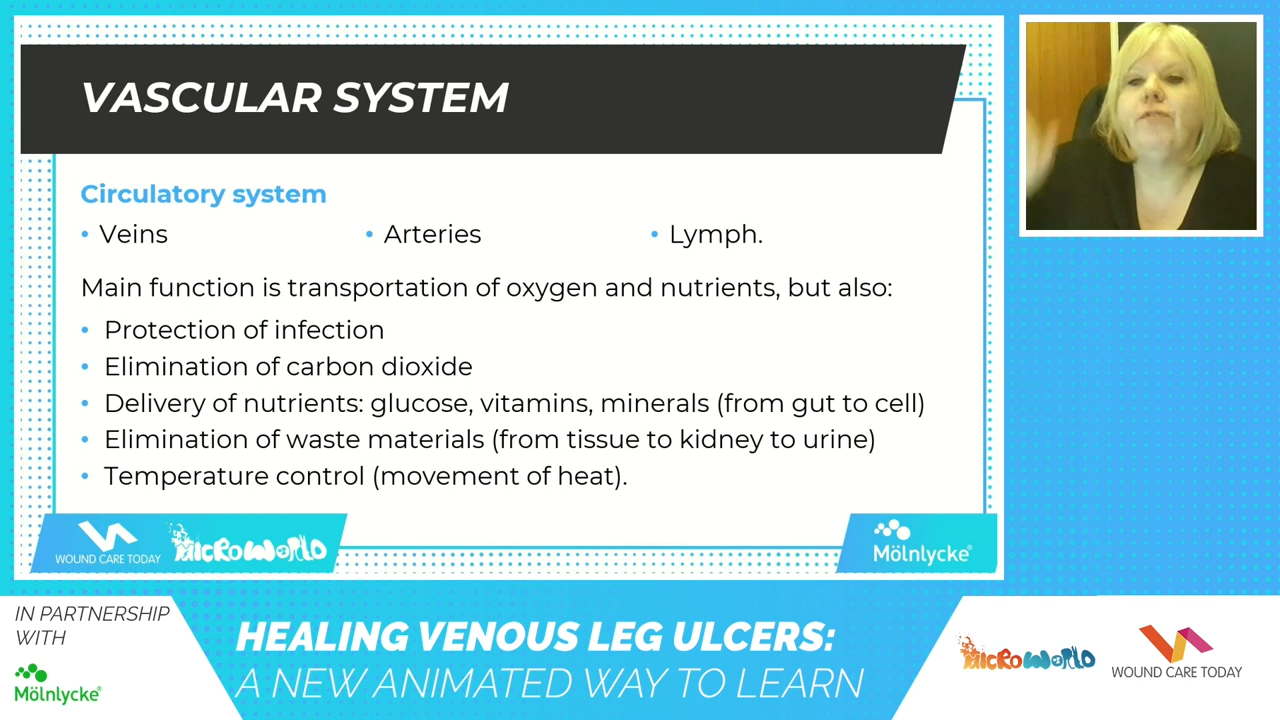 VASCULAR SYSTEM
Circulatory system
• Veins • Arteries • Lymph.
Main function is transportation of oxygen and nutrients, but also:
• Protection of infection
• Elimination of carbon dioxide
• Delivery of nutrients: glucose, vitamins, minerals (from gut to cell)
• Elimination of waste materials (from tissue to kidney to urine)
• Temperature control (movement of heat).
WOUND CARE TODAY
MICROWORLD
Mölnlycke®
IN PARTNERSHIP
WITH
Mölnlycke®
HEALING VENOUS LEG ULCERS:
A NEW ANIMATED WAY TO LEARN
MICROWORLD
WOUND CARE TODAY